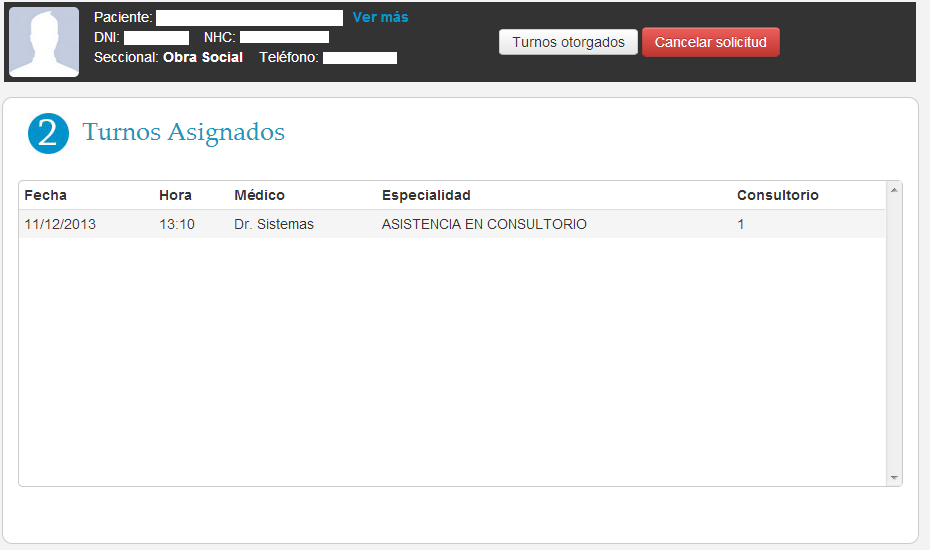 Paciente: Ver más
DNI: NHC:
Seccional: Obra Social Teléfono:
Turnos otorgados Cancelar solicitud
2 Turnos Asignados
Fecha Hora Médico Especialidad Consultorio
11/12/2013 13:10 Dr. Sistemas ASISTENCIA EN CONSULTORIO 1